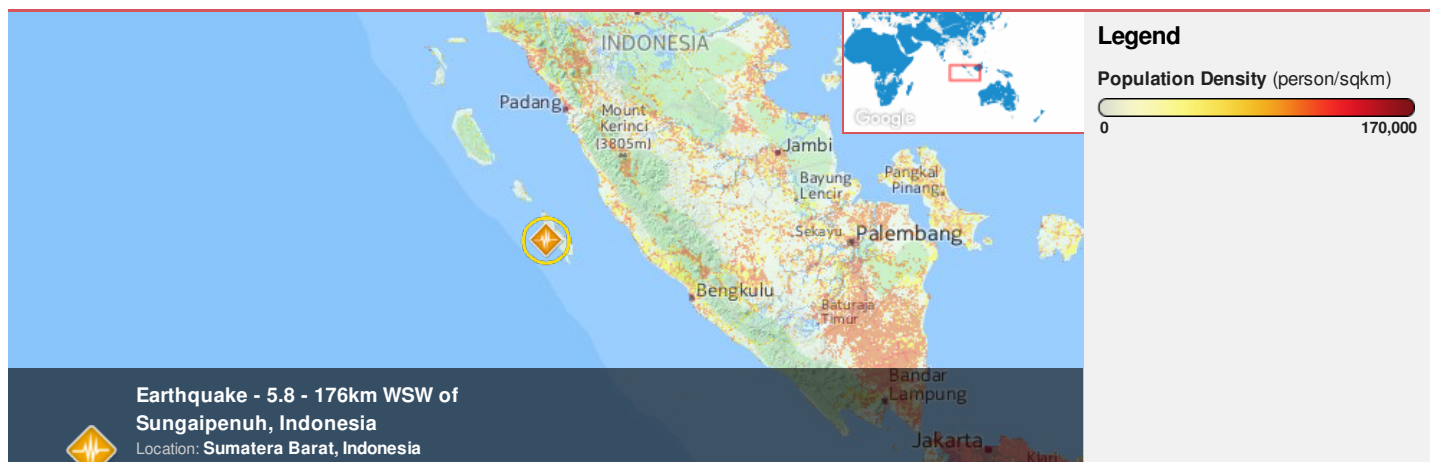 INDONESIA
Padang
Mount
Kerinci
(3805m)
Jambi
Bayung
Lencir
Pangkal
Pinang
Sekayu
Palembang
Bengkulu
Baturaja
Timur
Bandar
Lampung
Jakarta
Klari
Google
Legend
Population Density (person/sqkm)
0 170,000
Earthquake - 5.8 - 176km WSW of
Sungaipenuh, Indonesia
Location: Sumatera Barat, Indonesia